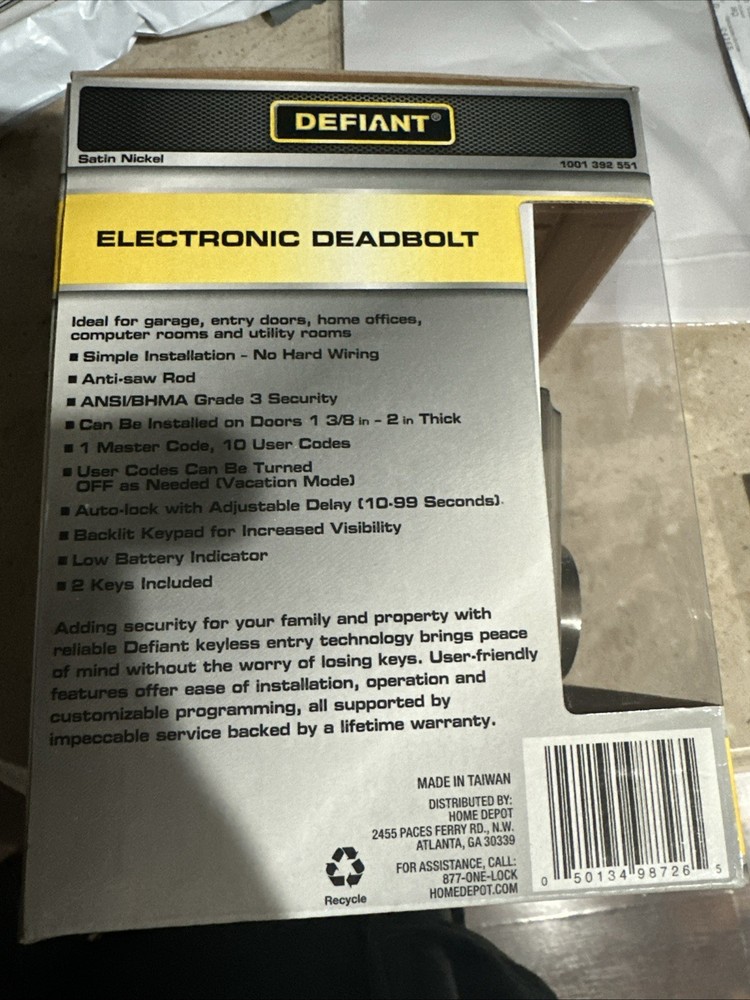 DEFIANT®
Satin Nickel
1001 392 551
ELECTRONIC DEADBOLT
Ideal for garage, entry doors, home offices,
computer rooms and utility rooms
■ Simple Installation - No Hard Wiring
■ Anti-saw Rod
■ ANSI/BHMA Grade 3 Security
■ Can Be Installed on Doors 1 3/8 in - 2 in Thick
■ 1 Master Code, 10 User Codes
■ User Codes Can Be Turned
OFF as Needed (Vacation Mode)
■ Auto-lock with Adjustable Delay (10-99 Seconds).
■ Backlit Keypad for Increased Visibility
■ Low Battery Indicator
■ 2 Keys Included
Adding security for your family and property with
reliable Defiant keyless entry technology brings peace
of mind without the worry of losing keys. User-friendly
features offer ease of installation, operation and
customizable programming, all supported by
impeccable service backed by a lifetime warranty.
MADE IN TAIWAN
DISTRIBUTED BY:
HOME DEPOT
2455 PACES FERRY RD., N.W.
ATLANTA, GA 30339
FOR ASSISTANCE, CALL:
877-ONE-LOCK
HOMEDEPOT.COM
Recycle
0 50134 98726 5